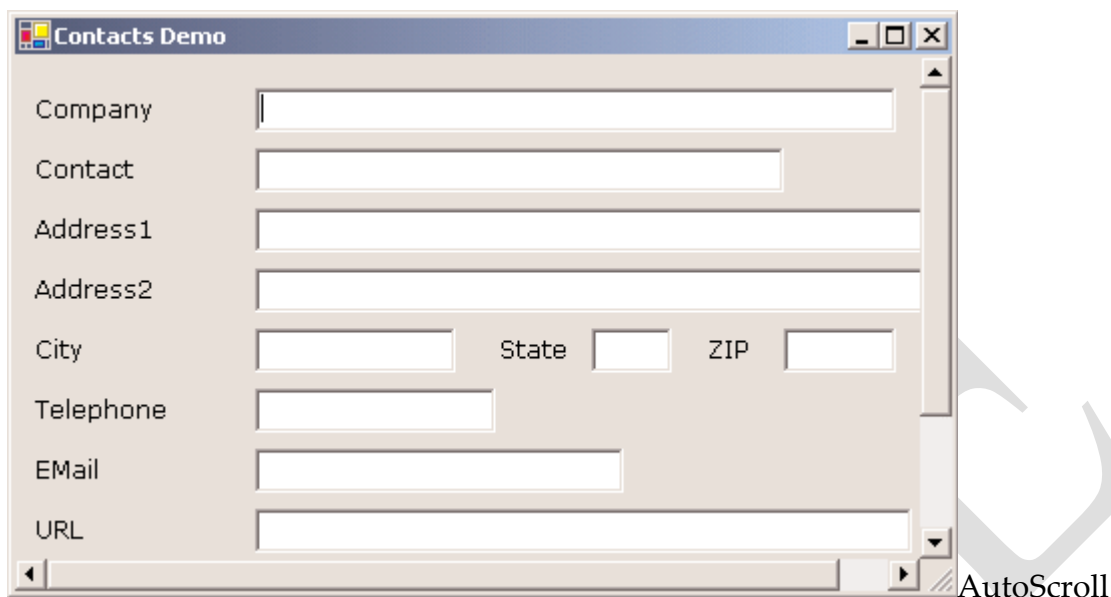 Contacts Demo
Company
Contact
Address1
Address2
City State ZIP
Telephone
EMail
URL
AutoScroll